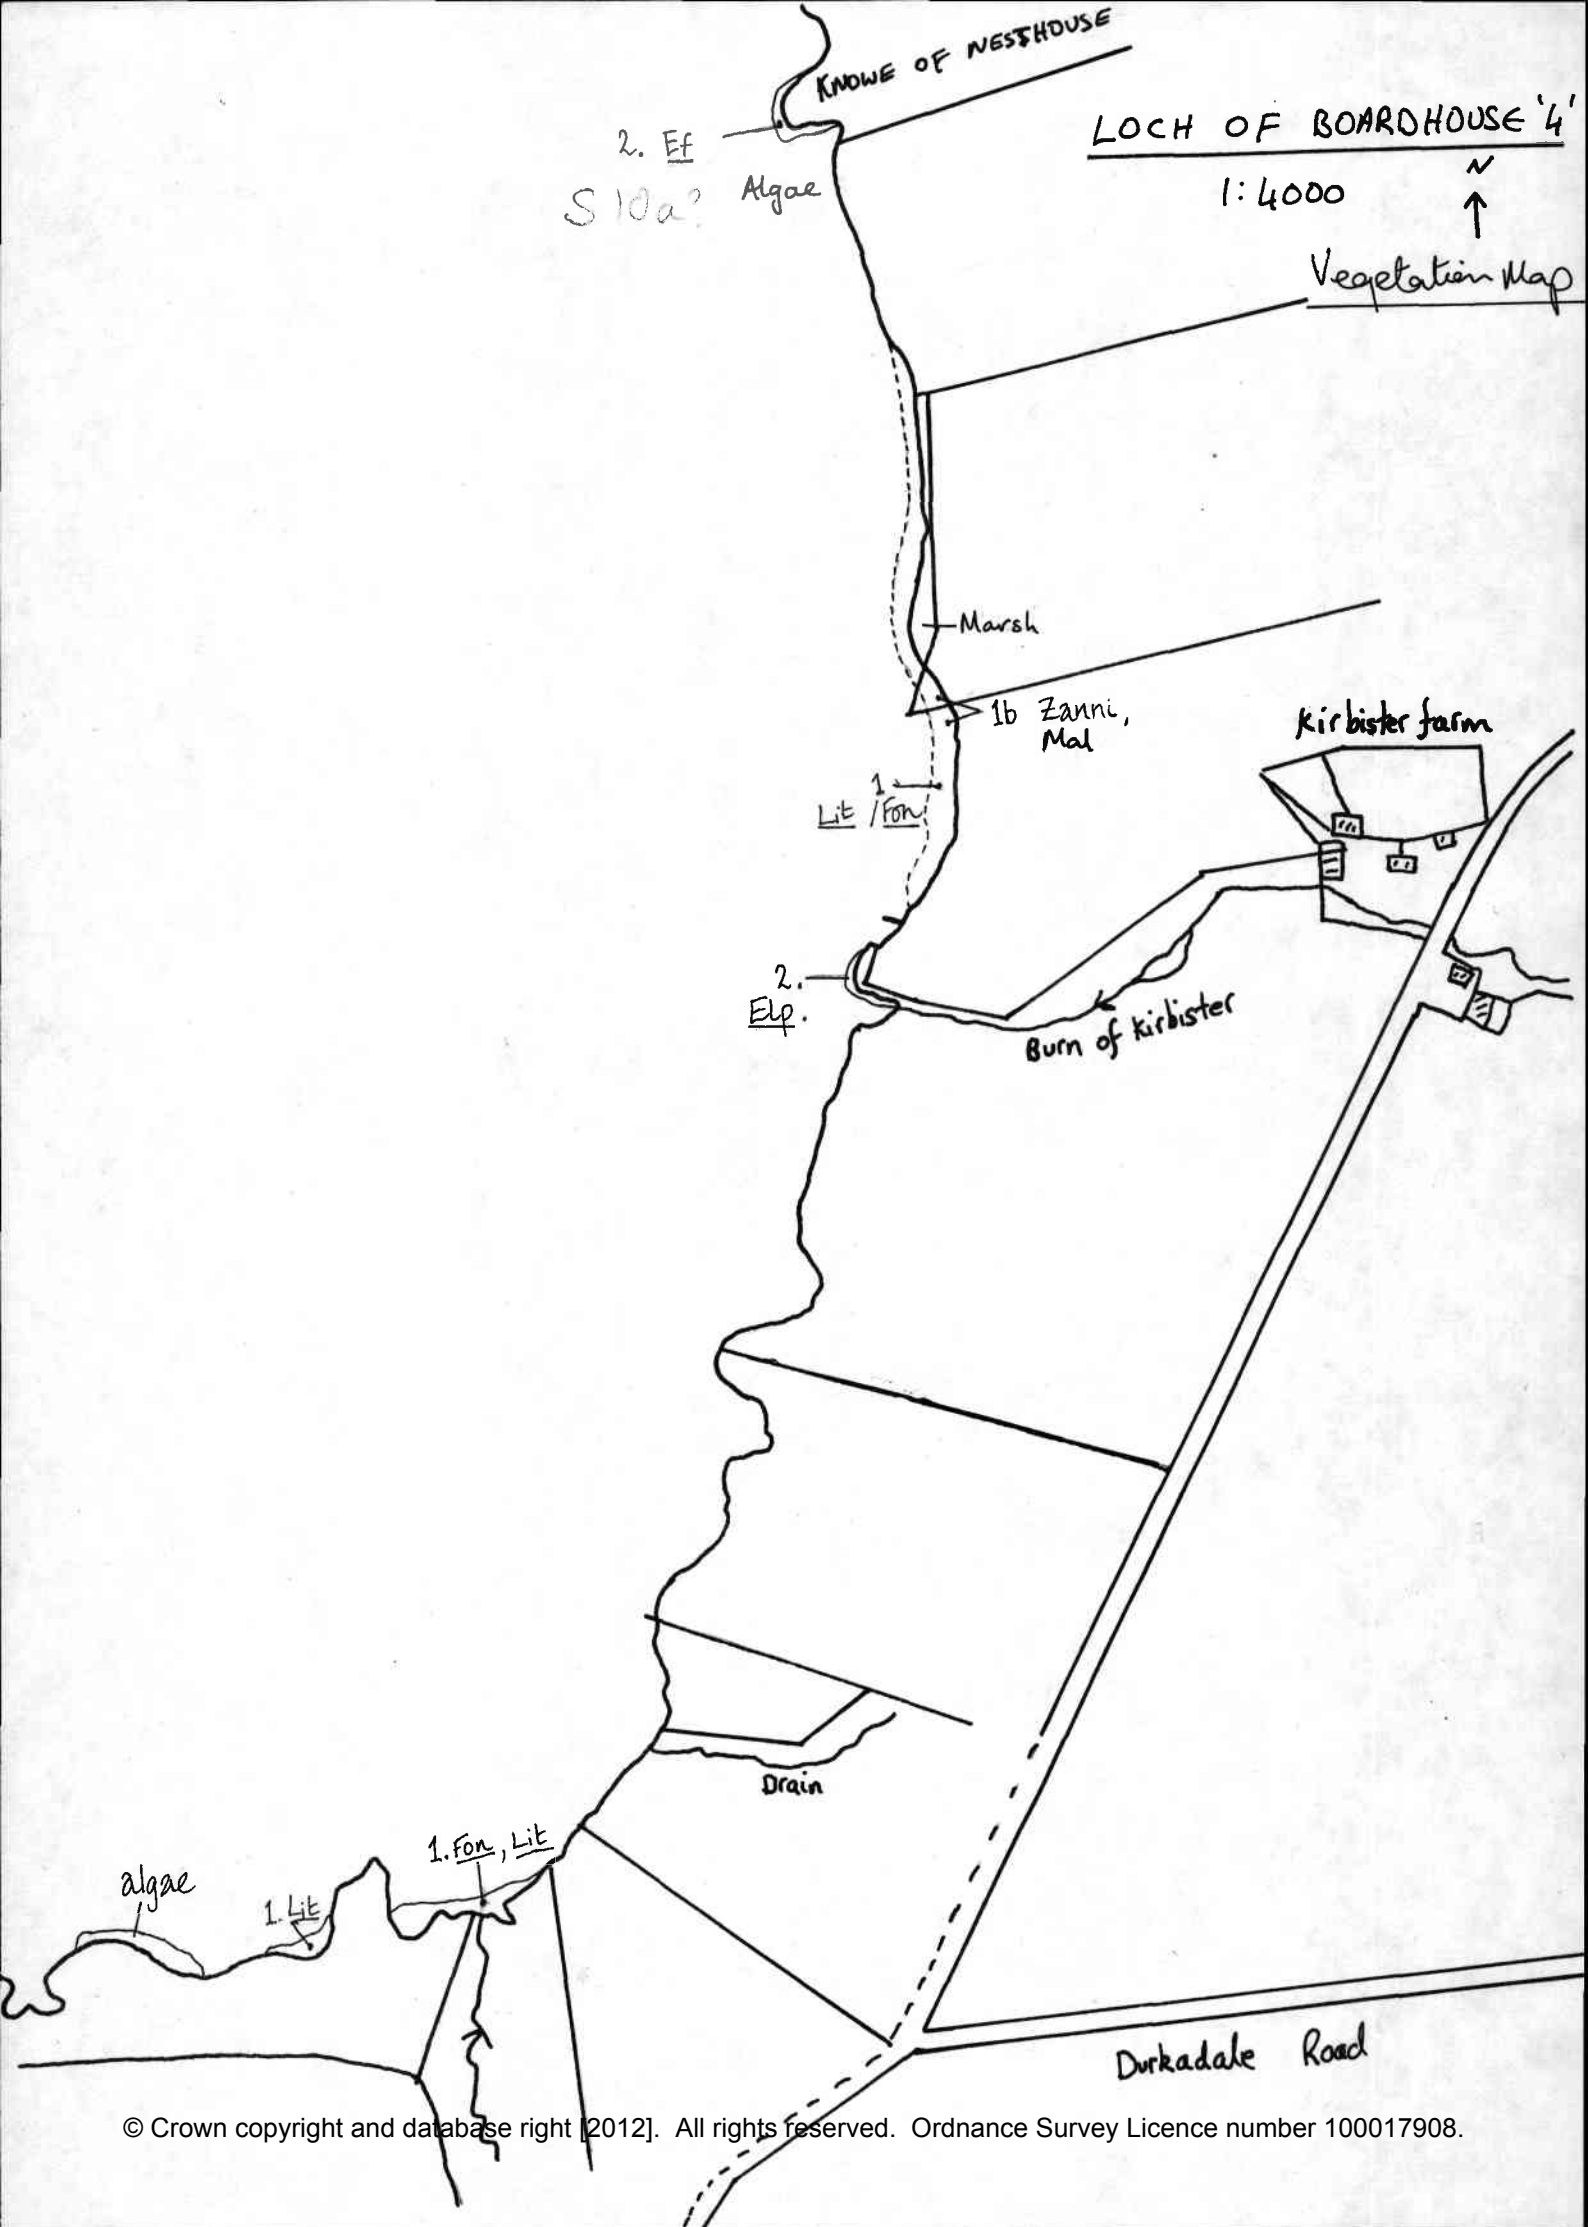 KNOWE OF NESTHOUSE
LOCH OF BOARDHOUSE '4'
1:4000
N
Vegetation Map
2. Ef
S10a?
Algae
Marsh
1b Zanni,
Mal
Kirbister farm
1
Lit / Fon
2.
Elp.
Burn of Kirbister
Drain
1. Fon, Lit
algae
1. Lit
Durkadale Road
© Crown copyright and database right [2012]. All rights reserved. Ordnance Survey Licence number 100017908.